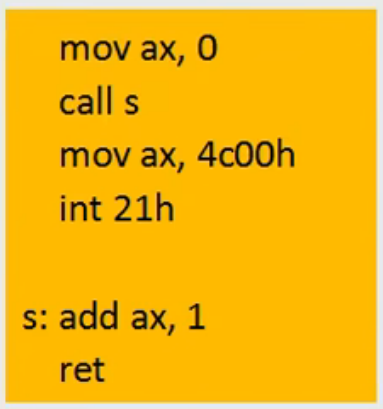 mov ax, 0
call s
mov ax, 4c00h
int 21h
s: add ax, 1
ret